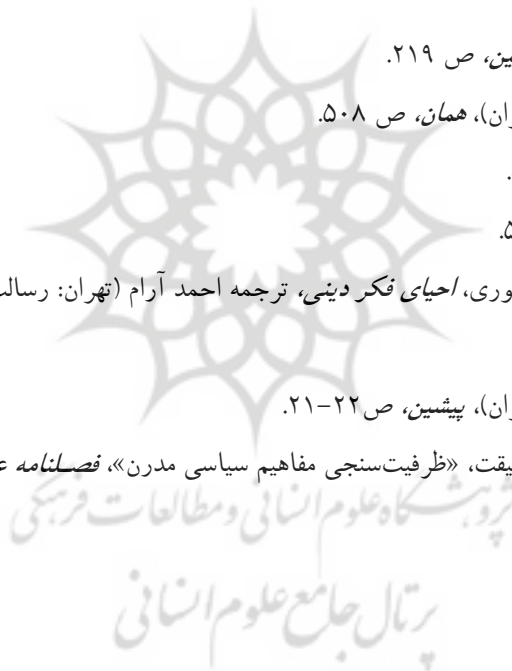 ین، ص ۲۱۹.
ران)، همان، ص ۵۰۸.
.
۵.
وری، احیای فکر دینی، ترجمه احمد آرام (تهران: رسالت
ران)، پیشین، ص۲۲-۲۱.
یقت، «ظرفیت‌سنجی مفاهیم سیاسی مدرن»، فصلنامه ع
پژوهشگاه علوم انسانی و مطالعات فرهنگی
پرتال جامع علوم انسانی